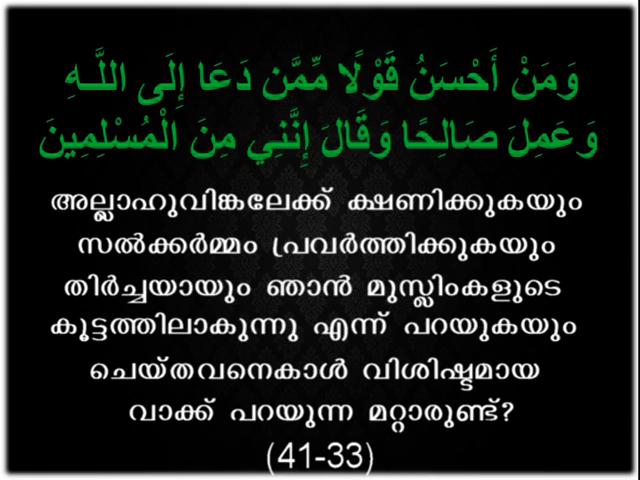 وَمَنْ أَحْسَنُ قَوْلًا مِّمَّن دَعَا إِلَى اللَّـهِ
وَعَمِلَ صَالِحًا وَقَالَ إِنَّنِي مِنَ الْمُسْلِمِينَ
അല്ലാഹുവിങ്കലേക്ക് ക്ഷണിക്കുകയും
സൽക്കർമ്മം പ്രവർത്തിക്കുകയും
തിർച്ചയായും ഞാൻ മുസ്ലിംകളുടെ
കൂട്ടത്തിലാകുന്നു എന്ന് പറയുകയും
ചെയ്തവനെകാൾ വിശിഷ്ടമായ
വാക്ക് പറയുന്ന മറ്റാരുണ്ട്?
(41-33)